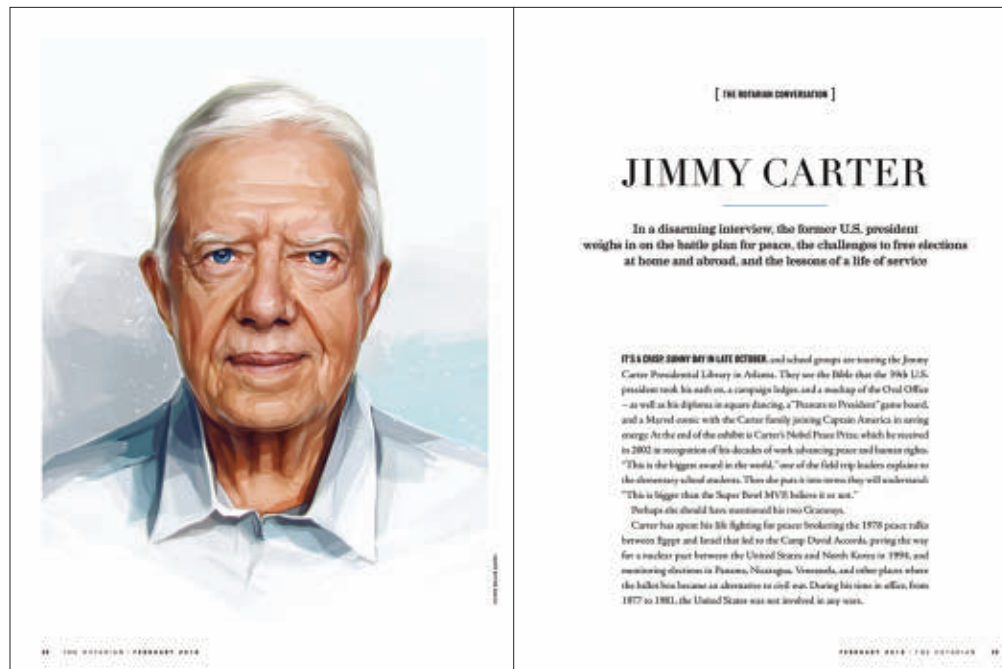 [ THE ROTARIAN CONVERSATION ]
JIMMY CARTER
In a disarming interview, the former U.S. president
weighs in on the battle plan for peace, the challenges to free elections
at home and abroad, and the lessons of a life of service
IT'S A CRISP, SUNNY DAY IN LATE OCTOBER, and school groups are touring the Jimmy
Carter Presidential Library in Atlanta. They see the Bible that the 39th U.S.
president took his oath on, a campaign ledger, and a mockup of the Oval Office
– as well as his diploma in square dancing, a "Peanuts to President" game board,
and a Marvel comic with the Carter family joining Captain America in saving
energy. At the end of the exhibit is Carter's Nobel Peace Prize, which he received
in 2002 in recognition of his decades of work advancing peace and human rights.
"This is the biggest award in the world," one of the field trip leaders explains to
the elementary school students. Then she puts it into terms they will understand:
"This is bigger than the Super Bowl MVP, believe it or not."
Perhaps she should have mentioned his two Grammys.
Carter has spent his life fighting for peace: brokering the 1978 peace talks
between Egypt and Israel that led to the Camp David Accords, paving the way
for a nuclear pact between the United States and North Korea in 1994, and
monitoring elections in Panama, Nicaragua, Venezuela, and other places where
the ballot box became an alternative to civil war. During his time in office, from
1977 to 1981, the United States was not involved in any wars.
THE ROTARIAN | FEBRUARY
FEBRUARY | THE ROTARIAN